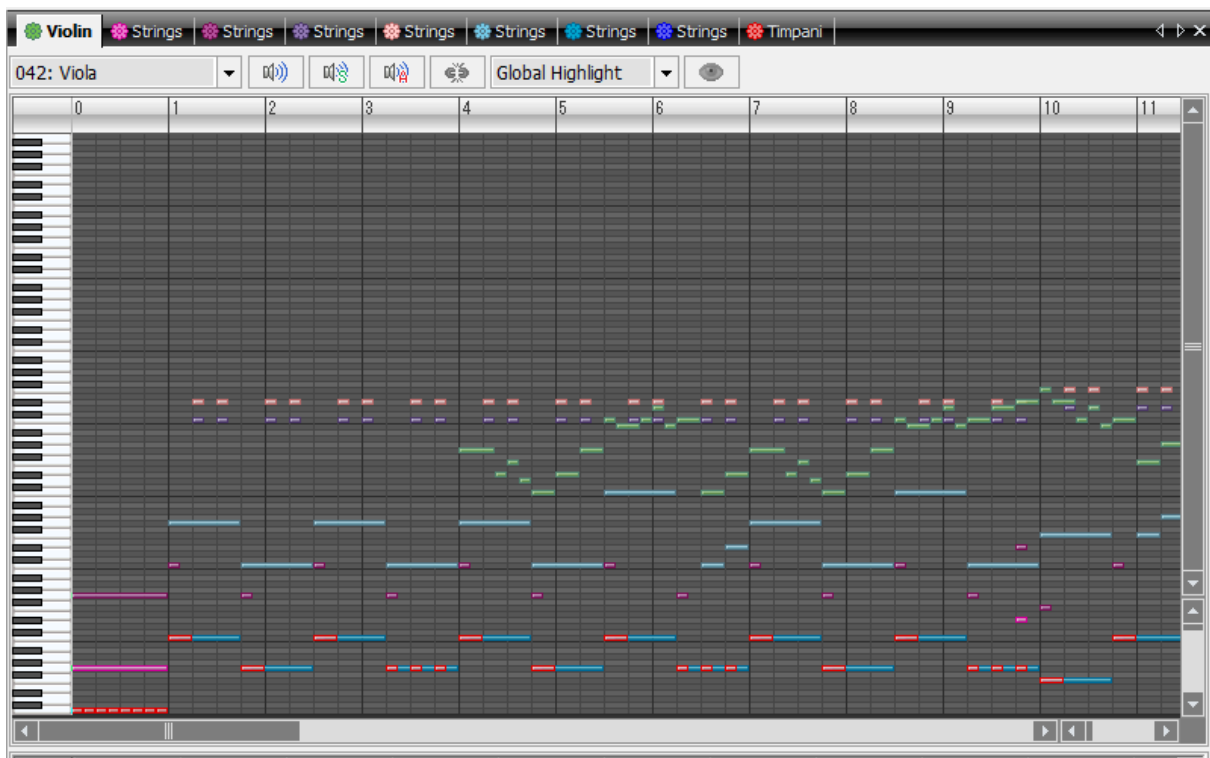 Violin Strings Strings Strings Strings Strings Strings Strings Timpani
042: Viola Global Highlight
0 1 2 3 4 5 6 7 8 9 10 11